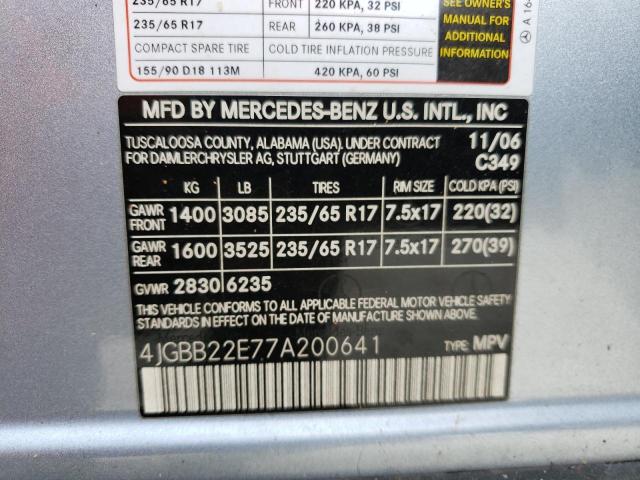 235/65 R17 FRONT 220 KPA, 32 PSI
235/65 R17 REAR 260 KPA, 38 PSI
COMPACT SPARE TIRE COLD TIRE INFLATION PRESSURE
155/90 D18 113M 420 KPA, 60 PSI
SEE OWNER'S
MANUAL FOR
ADDITIONAL
INFORMATION
A 16
MFD BY MERCEDES-BENZ U.S. INTL., INC
TUSCALOOSA COUNTY, ALABAMA (USA). UNDER CONTRACT 11/06
FOR DAIMLERCHRYSLER AG, STUTTGART (GERMANY) C349
KG LB TIRES RIM SIZE COLD KPA (PSI)
GAWR FRONT 1400 3085 235/65 R17 7.5x17 220(32)
GAWR REAR 1600 3525 235/65 R17 7.5x17 270(39)
GVWR 2830 6235
THIS VEHICLE CONFORMS TO ALL APPLICABLE FEDERAL MOTOR VEHICLE SAFETY
STANDARDS IN EFFECT ON THE DATE OF MANUFACTURE SHOWN ABOVE.
4JGBB22E77A200641 TYPE: MPV